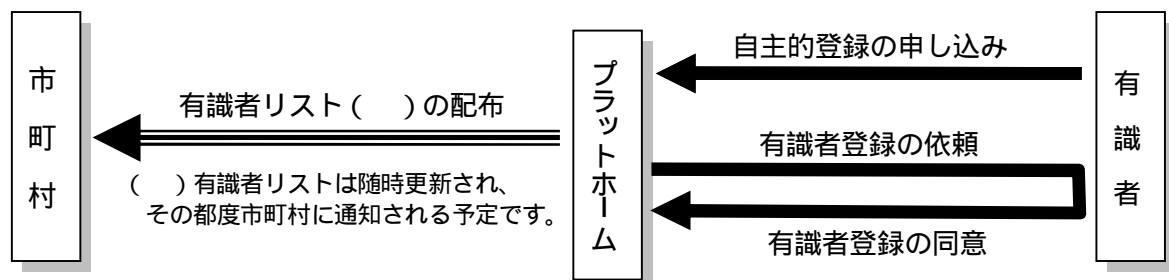 市町村
有識者リスト(　)の配布
(　)有識者リストは随時更新され、
その都度市町村に通知される予定です。
プラットホーム
自主的登録の申し込み
有識者登録の依頼
有識者登録の同意
有識者